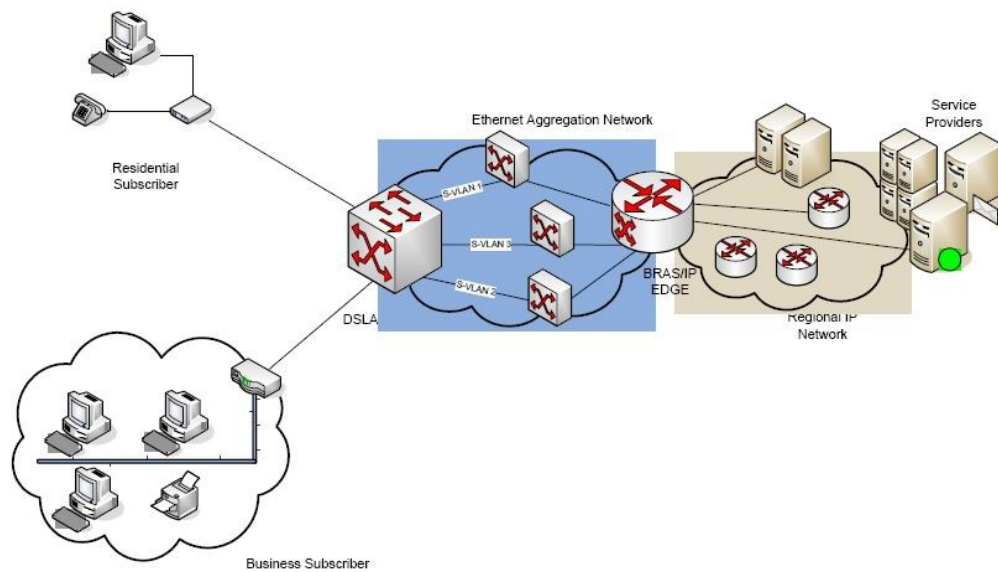 Ethernet Aggregation Network
Service
Providers
Residential
Subscriber
S-VLAN 1
S-VLAN 3
S-VLAN 2
BRAS/IP
EDGE
DSLA
Regional IP
Network
Business Subscriber